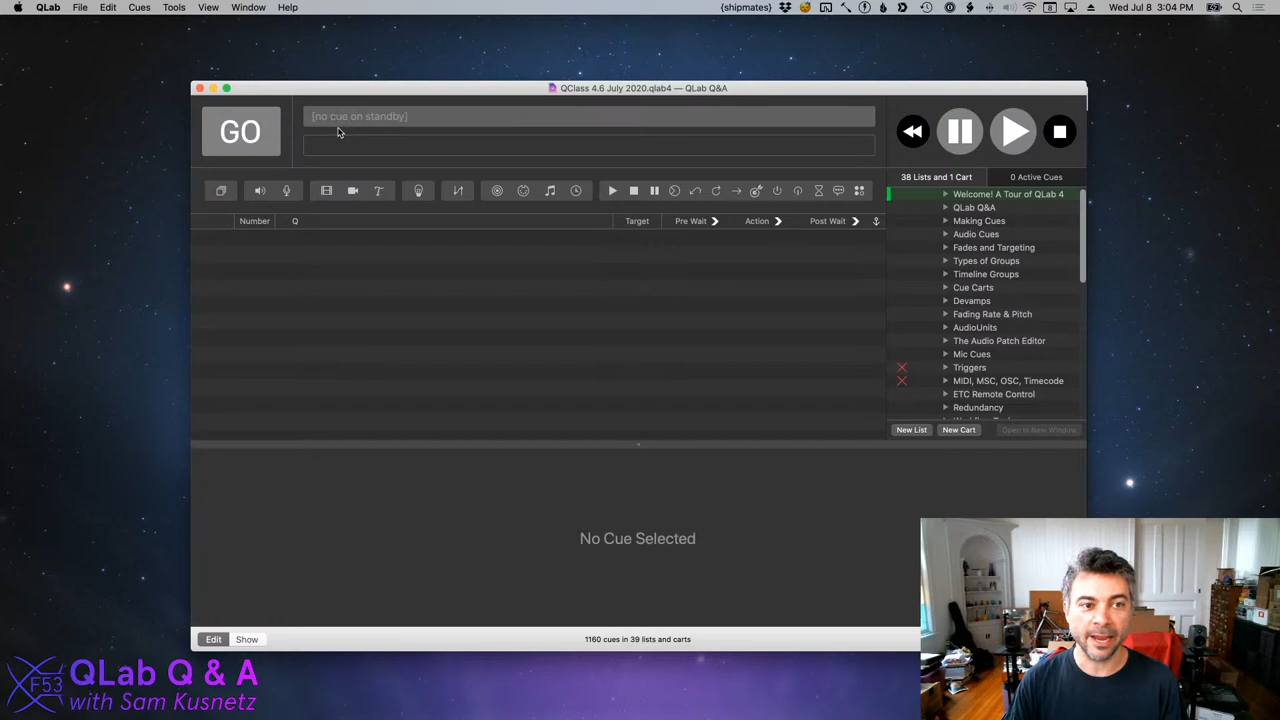 QLab File Edit Cues Tools View Window Help
{shipmates} Wed Jul 8 3:04 PM
QClass 4.6 July 2020.qlab4 — QLab Q&A
GO
[no cue on standby]
38 Lists and 1 Cart 0 Active Cues
Number Q Target Pre Wait Action Post Wait
Welcome! A Tour of QLab 4
QLab Q&A
Making Cues
Audio Cues
Fades and Targeting
Types of Groups
Timeline Groups
Cue Carts
Devamps
Fading Rate & Pitch
AudioUnits
The Audio Patch Editor
Mic Cues
Triggers
MIDI, MSC, OSC, Timecode
ETC Remote Control
Redundancy
New List New Cart Open in New Window
No Cue Selected
Edit Show
1160 cues in 39 lists and carts
F53
QLab Q & A
with Sam Kusnetz